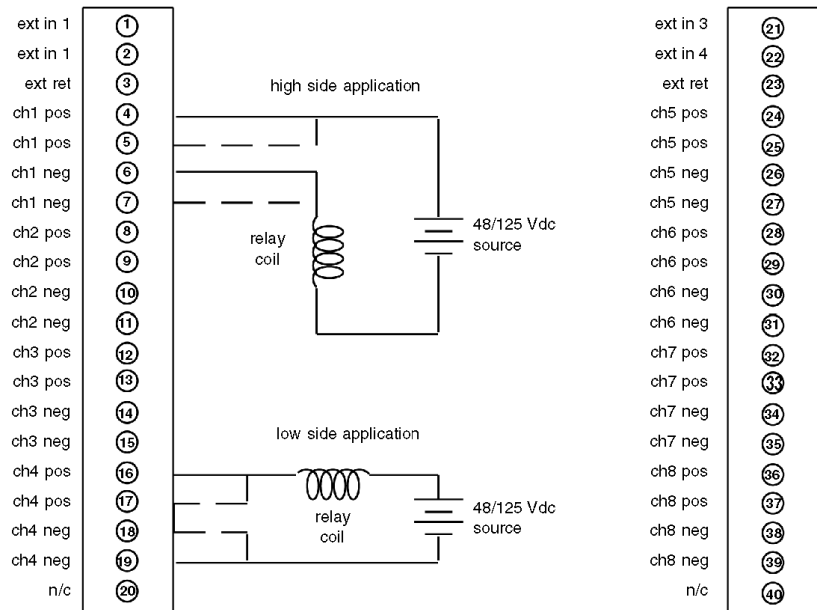 ext in 1 1
ext in 1 2
ext ret 3
ch1 pos 4
ch1 pos 5
ch1 neg 6
ch1 neg 7
ch2 pos 8
ch2 pos 9
ch2 neg 10
ch2 neg 11
ch3 pos 12
ch3 pos 13
ch3 neg 14
ch3 neg 15
ch4 pos 16
ch4 pos 17
ch4 neg 18
ch4 neg 19
n/c 20
high side application
relay
coil
48/125 Vdc
source
low side application
relay
coil
48/125 Vdc
source
ext in 3 21
ext in 4 22
ext ret 23
ch5 pos 24
ch5 pos 25
ch5 neg 26
ch5 neg 27
ch6 pos 28
ch6 pos 29
ch6 neg 30
ch6 neg 31
ch7 pos 32
ch7 pos 33
ch7 neg 34
ch7 neg 35
ch8 pos 36
ch8 pos 37
ch8 neg 38
ch8 neg 39
n/c 40